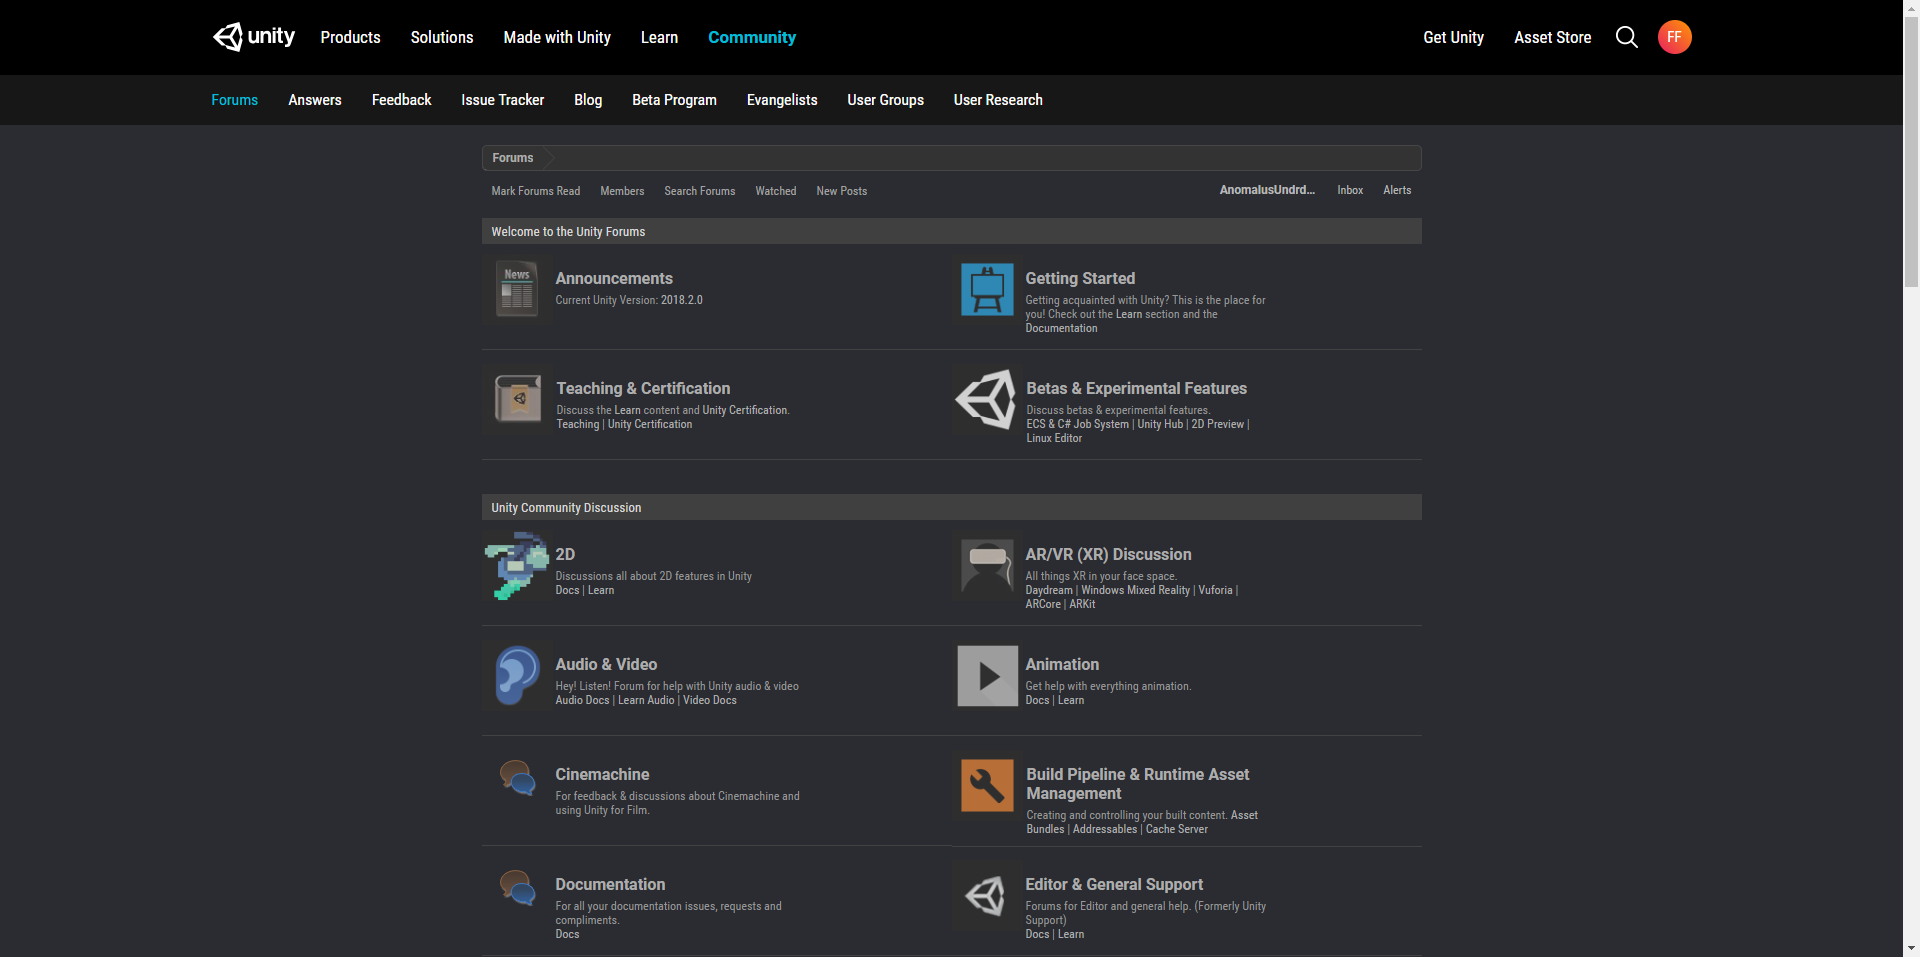 unity Products Solutions Made with Unity Learn Community Get Unity Asset Store FF
Forums Answers Feedback Issue Tracker Blog Beta Program Evangelists User Groups User Research
Forums
Mark Forums Read Members Search Forums Watched New Posts AnomalusUndrd... Inbox Alerts
Welcome to the Unity Forums
News
Announcements
Current Unity Version: 2018.2.0
Getting Started
Getting acquainted with Unity? This is the place for
you! Check out the Learn section and the
Documentation
Teaching & Certification
Discuss the Learn content and Unity Certification.
Teaching | Unity Certification
Betas & Experimental Features
Discuss betas & experimental features.
ECS & C# Job System | Unity Hub | 2D Preview |
Linux Editor
Unity Community Discussion
2D
Discussions all about 2D features in Unity
Docs | Learn
AR/VR (XR) Discussion
All things XR in your face space.
Daydream | Windows Mixed Reality | Vuforia |
ARCore | ARKit
Audio & Video
Hey! Listen! Forum for help with Unity audio & video
Audio Docs | Learn Audio | Video Docs
Animation
Get help with everything animation.
Docs | Learn
Cinemachine
For feedback & discussions about Cinemachine and
using Unity for Film.
Build Pipeline & Runtime Asset
Management
Creating and controlling your built content. Asset
Bundles | Addressables | Cache Server
Documentation
For all your documentation issues, requests and
compliments.
Docs
Editor & General Support
Forums for Editor and general help. (Formerly Unity
Support)
Docs | Learn